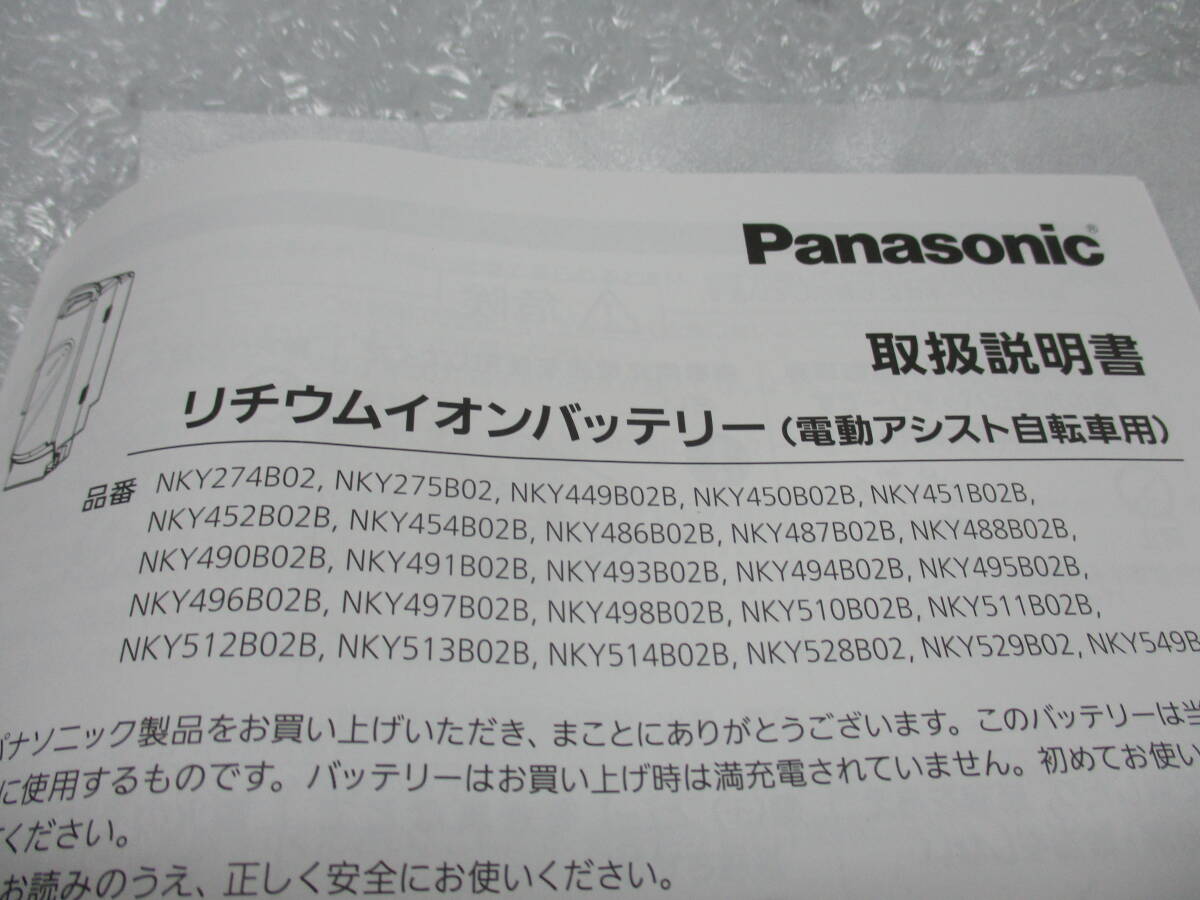 Panasonic®
取扱説明書
リチウムイオンバッテリー(電動アシスト自転車用)
品番 NKY274B02, NKY275B02, NKY449B02B, NKY450B02B, NKY451B02B,
NKY452B02B, NKY454B02B, NKY486B02B, NKY487B02B, NKY488B02B,
NKY490B02B, NKY491B02B, NKY493B02B, NKY494B02B, NKY495B02B,
NKY496B02B, NKY497B02B, NKY498B02B, NKY510B02B, NKY511B02B,
NKY512B02B, NKY513B02B, NKY514B02B, NKY528B02, NKY529B02, NKY549B
パナソニック製品をお買い上げいただき、まことにありがとうございます。このバッテリーは当
に使用するものです。バッテリーはお買い上げ時は満充電されていません。初めてお使い
ください。
お読みのうえ、正しく安全にお使いください。